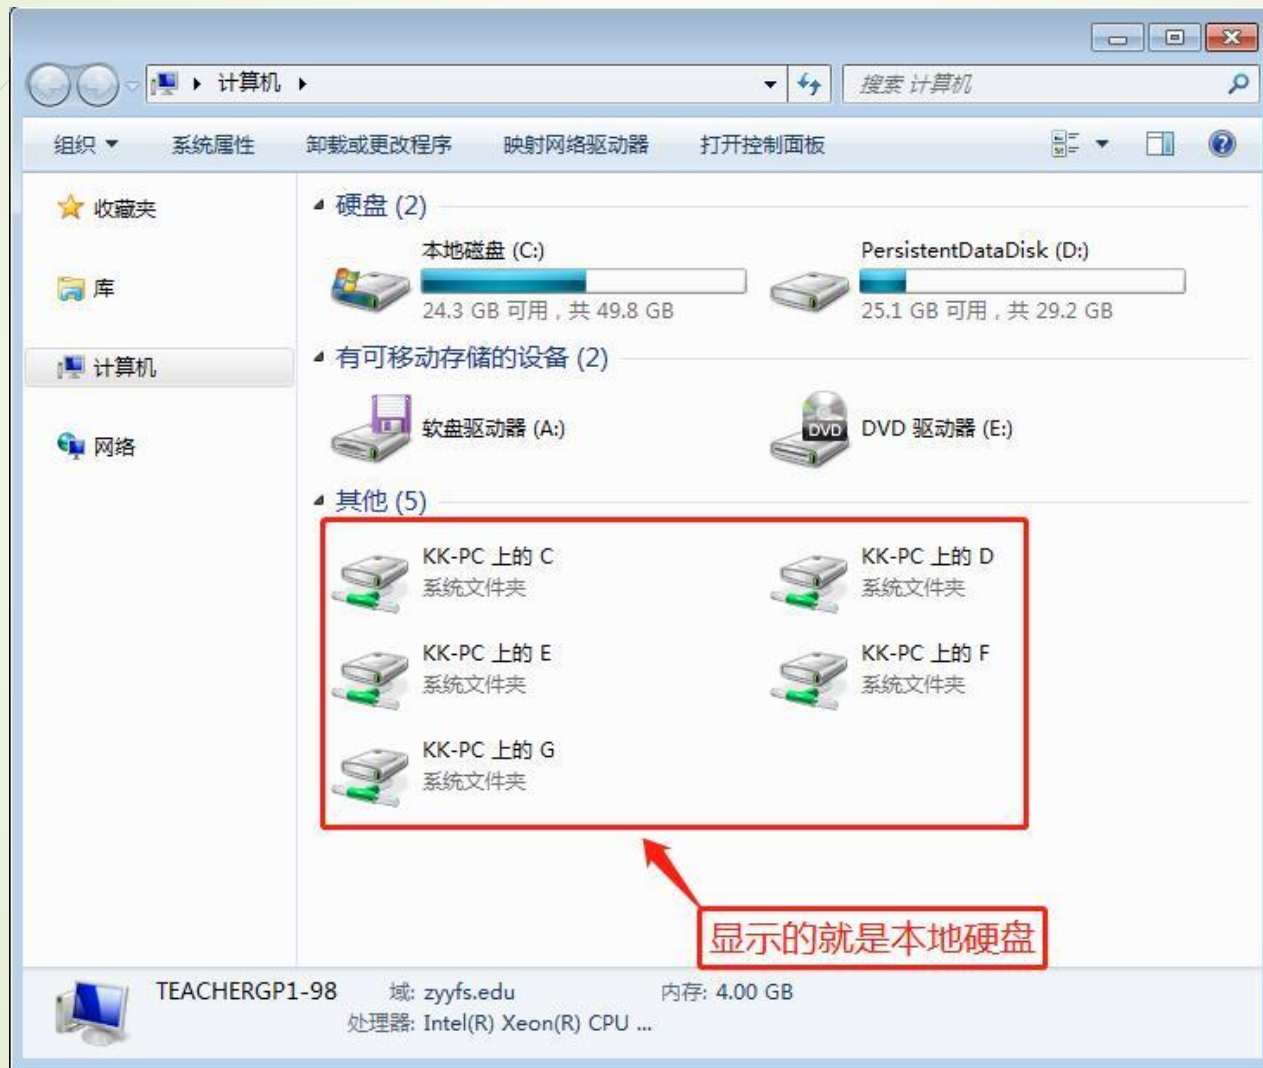 计算机
搜索 计算机
组织 系统属性 卸载或更改程序 映射网络驱动器 打开控制面板
收藏夹
库
计算机
网络
硬盘 (2)
本地磁盘 (C:)
24.3 GB 可用，共 49.8 GB
PersistentDataDisk (D:)
25.1 GB 可用，共 29.2 GB
有可移动存储的设备 (2)
软盘驱动器 (A:)
DVD
DVD 驱动器 (E:)
其他 (5)
KK-PC 上的 C
系统文件夹
KK-PC 上的 D
系统文件夹
KK-PC 上的 E
系统文件夹
KK-PC 上的 F
系统文件夹
KK-PC 上的 G
系统文件夹
显示的就是本地硬盘
TEACHERGP1-98 域: zyyfs.edu 内存: 4.00 GB
处理器: Intel(R) Xeon(R) CPU ...